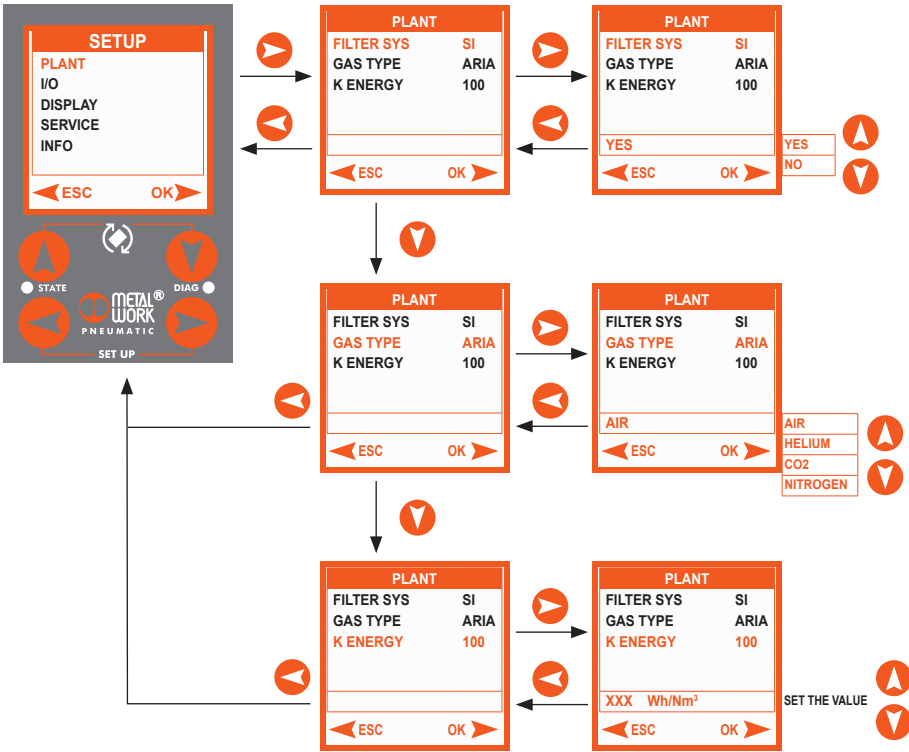 SETUP
PLANT
I/O
DISPLAY
SERVICE
INFO
ESC OK
STATE DIAG
METAL® WORK
PNEUMATIC
SET UP
PLANT
FILTER SYS SI
GAS TYPE ARIA
K ENERGY 100
ESC OK
PLANT
FILTER SYS SI
GAS TYPE ARIA
K ENERGY 100
YES
ESC OK
YES
NO
PLANT
FILTER SYS SI
GAS TYPE ARIA
K ENERGY 100
ESC OK
PLANT
FILTER SYS SI
GAS TYPE ARIA
K ENERGY 100
AIR
ESC OK
AIR
HELIUM
CO2
NITROGEN
PLANT
FILTER SYS SI
GAS TYPE ARIA
K ENERGY 100
ESC OK
PLANT
FILTER SYS SI
GAS TYPE ARIA
K ENERGY 100
XXX Wh/Nm³
ESC OK
SET THE VALUE